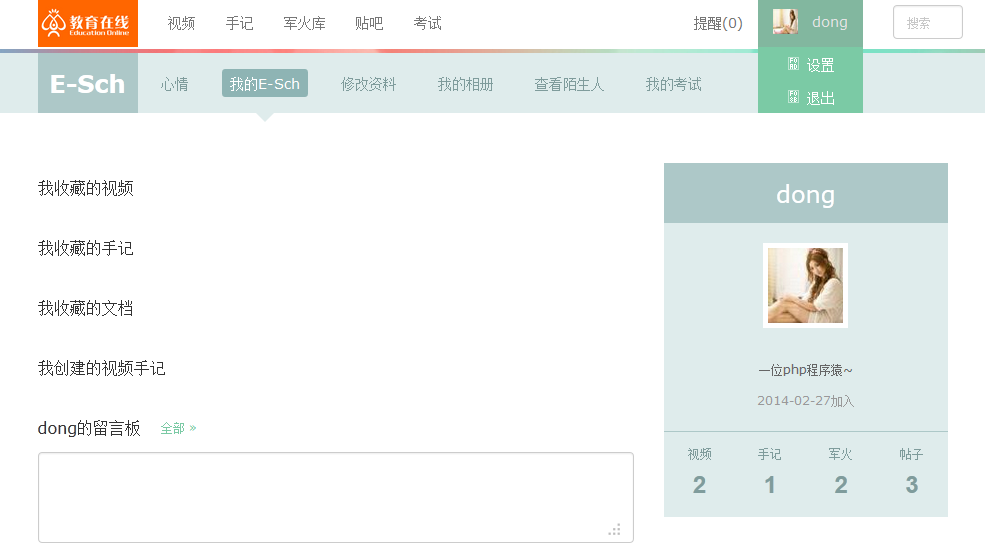 教育在线 视频 手记 军火库 贴吧 考试 提醒(0) dong 搜索
Education Online
E-Sch 心情 我的E-Sch 修改资料 我的相册 查看陌生人 我的考试
设置
退出
我收藏的视频
我收藏的手记
我收藏的文档
我创建的视频手记
dong的留言板 全部 »
dong
一位php程序猿~
2014-02-27加入
视频 手记 军火 帖子
2 1 2 3